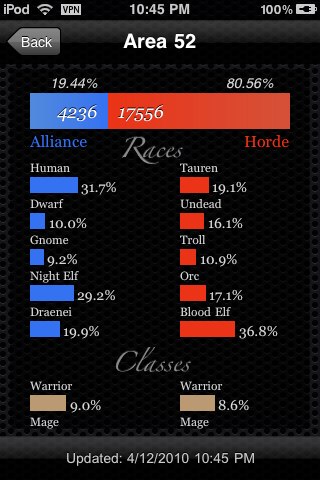 iPod VPN 10:45 PM 100%
Back Area 52
19.44% 80.56%
4236 17556
Alliance Horde
Races
Human Tauren
31.7% 19.1%
Dwarf Undead
10.0% 16.1%
Gnome Troll
9.2% 10.9%
Night Elf Orc
29.2% 17.1%
Draenei Blood Elf
19.9% 36.8%
Classes
Warrior Warrior
9.0% 8.6%
Mage Mage
Updated: 4/12/2010 10:45 PM